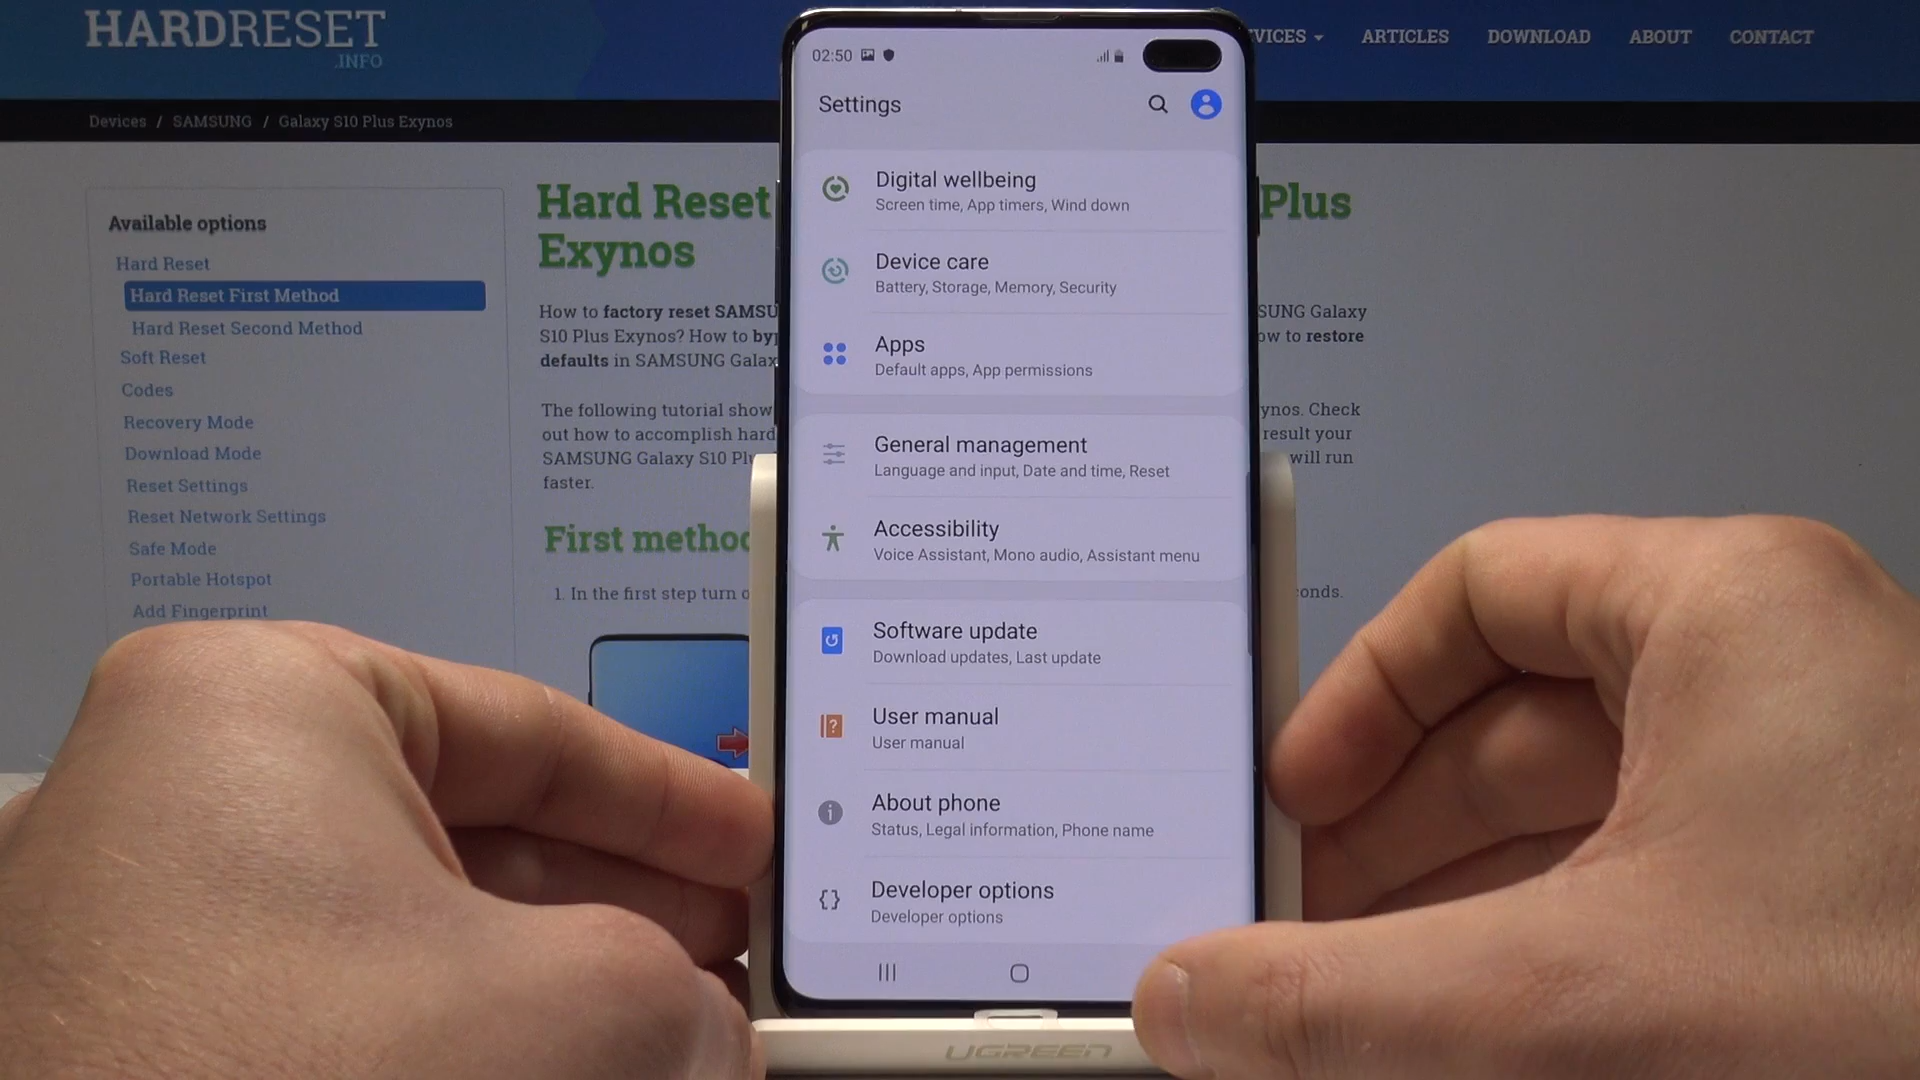 HARDRESET
.INFO
VICES ARTICLES DOWNLOAD ABOUT CONTACT
Devices / SAMSUNG / Galaxy S10 Plus Exynos
Available options
Hard Reset
Hard Reset First Method
Hard Reset Second Method
Soft Reset
Codes
Recovery Mode
Download Mode
Reset Settings
Reset Network Settings
Safe Mode
Portable Hotspot
Add Fingerprint
Hard Reset Plus
Exynos
How to factory reset SAMSU SUNG Galaxy
S10 Plus Exynos? How to by ow to restore
defaults in SAMSUNG Galax
The following tutorial show ynos. Check
out how to accomplish hard result your
SAMSUNG Galaxy S10 Plu will run
faster.
First method
1. In the first step turn o conds.
02:50
Settings
Digital wellbeing
Screen time, App timers, Wind down
Device care
Battery, Storage, Memory, Security
Apps
Default apps, App permissions
General management
Language and input, Date and time, Reset
Accessibility
Voice Assistant, Mono audio, Assistant menu
Software update
Download updates, Last update
User manual
User manual
About phone
Status, Legal information, Phone name
Developer options
Developer options
UGREEN